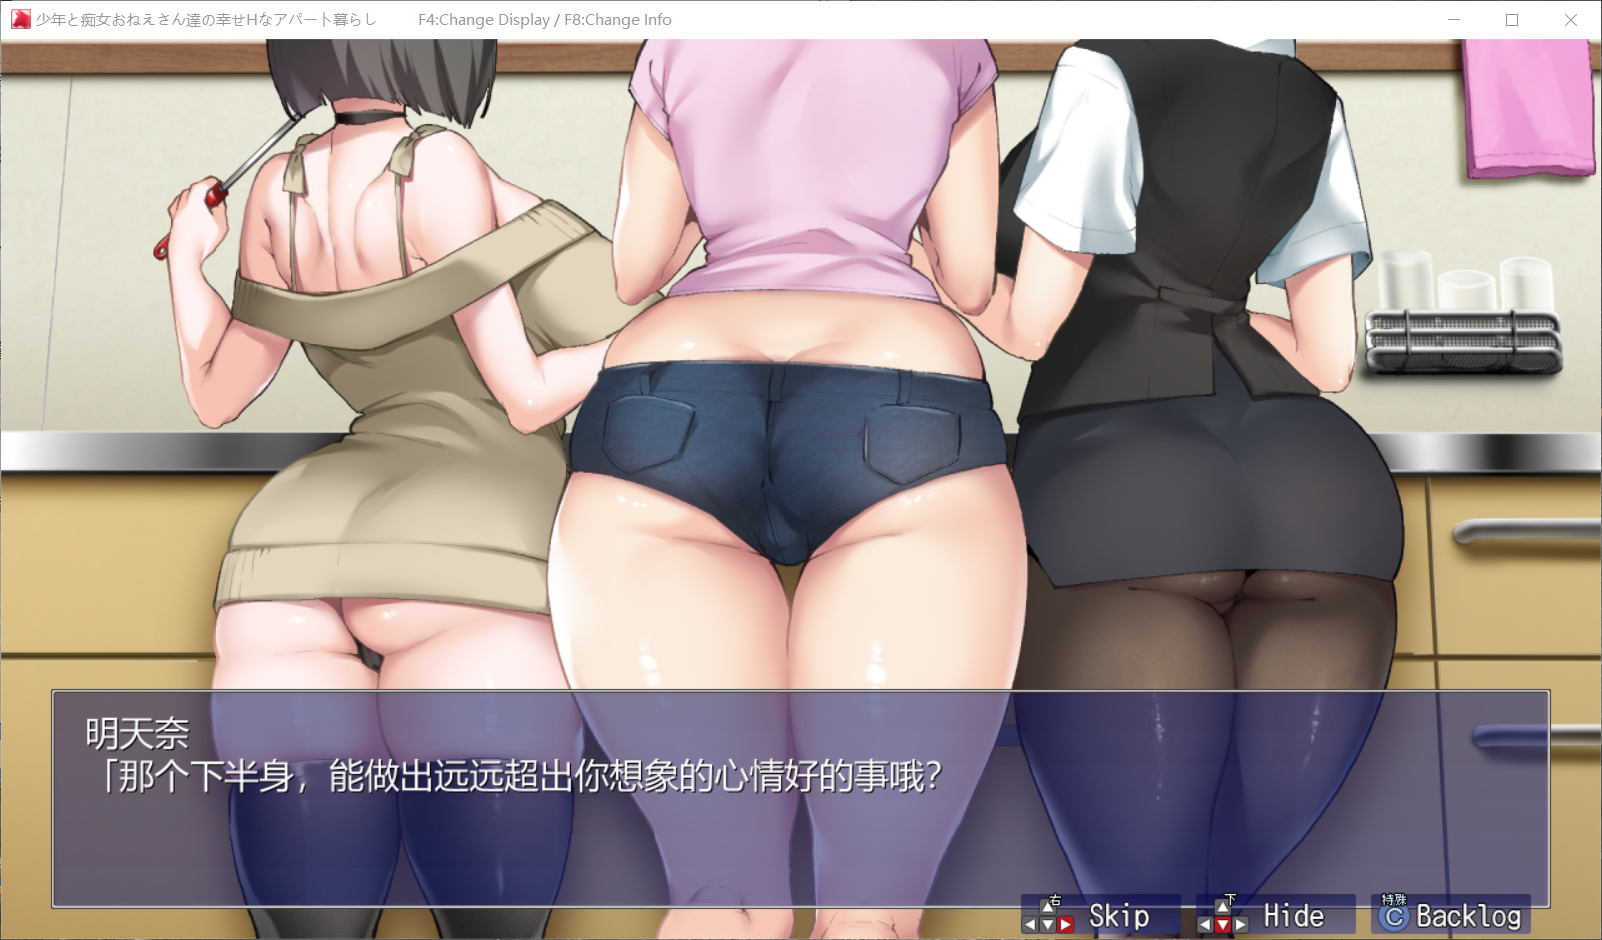 少年と痴女おねえさん達の幸せHなアパート暮らし F4:Change Display / F8:Change Info
明天奈
「那个下半身，能做出远远超出你想象的心情好的事哦？
右 Skip 下 Hide 特殊 C Backlog